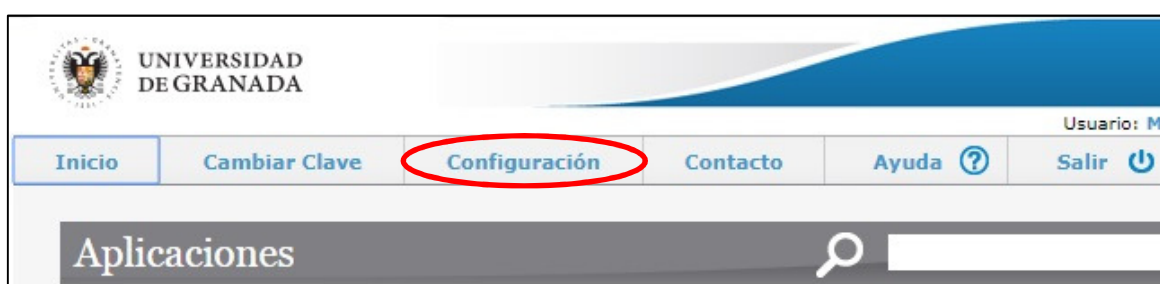 UNIVERSIDAD
DE GRANADA
Usuario: M
Inicio Cambiar Clave Configuración Contacto Ayuda ? Salir
Aplicaciones